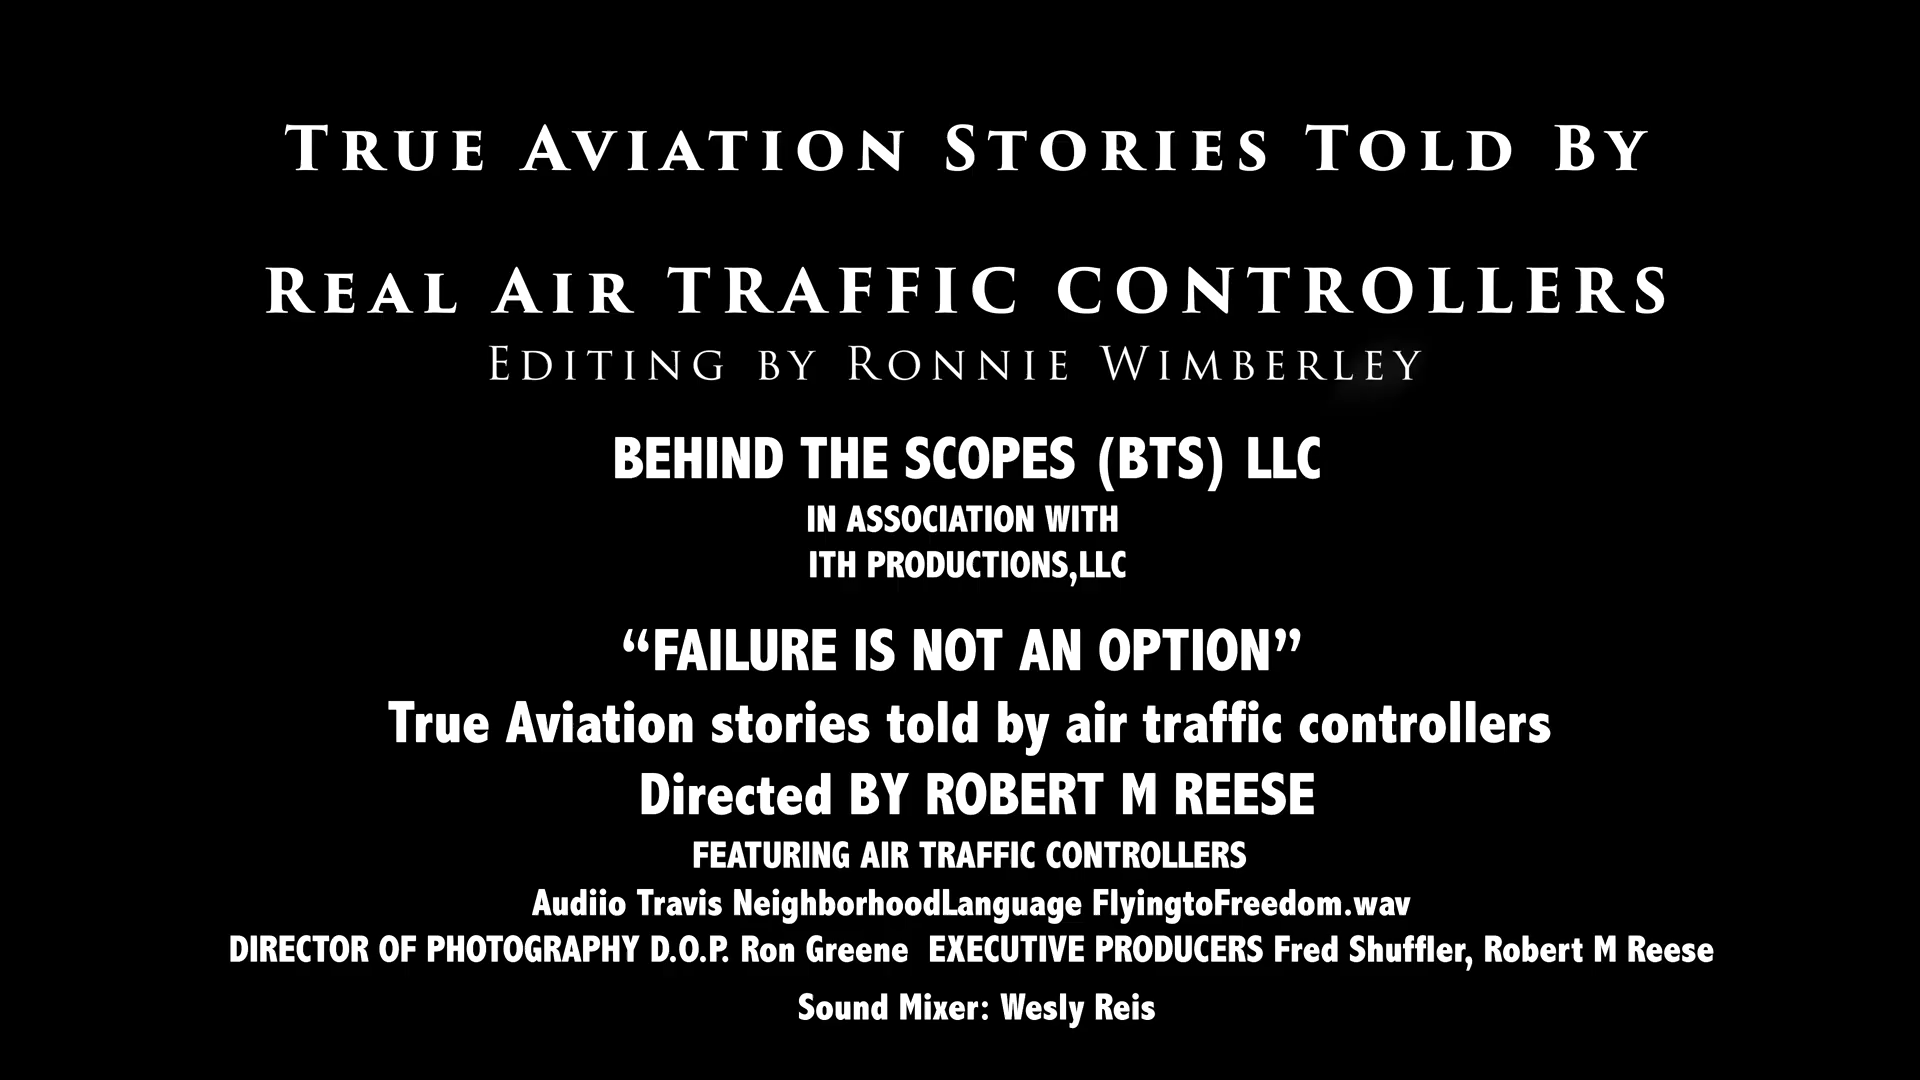 True Aviation Stories Told By
Real Air TRAFFIC CONTROLLERS
Editing by Ronnie Wimberley
BEHIND THE SCOPES (BTS) LLC
IN ASSOCIATION WITH
ITH PRODUCTIONS,LLC
“FAILURE IS NOT AN OPTION”
True Aviation stories told by air traffic controllers
Directed BY ROBERT M REESE
FEATURING AIR TRAFFIC CONTROLLERS
Audiio Travis NeighborhoodLanguage FlyingtoFreedom.wav
DIRECTOR OF PHOTOGRAPHY D.O.P. Ron Greene EXECUTIVE PRODUCERS Fred Shuffler, Robert M Reese
Sound Mixer: Wesly Reis